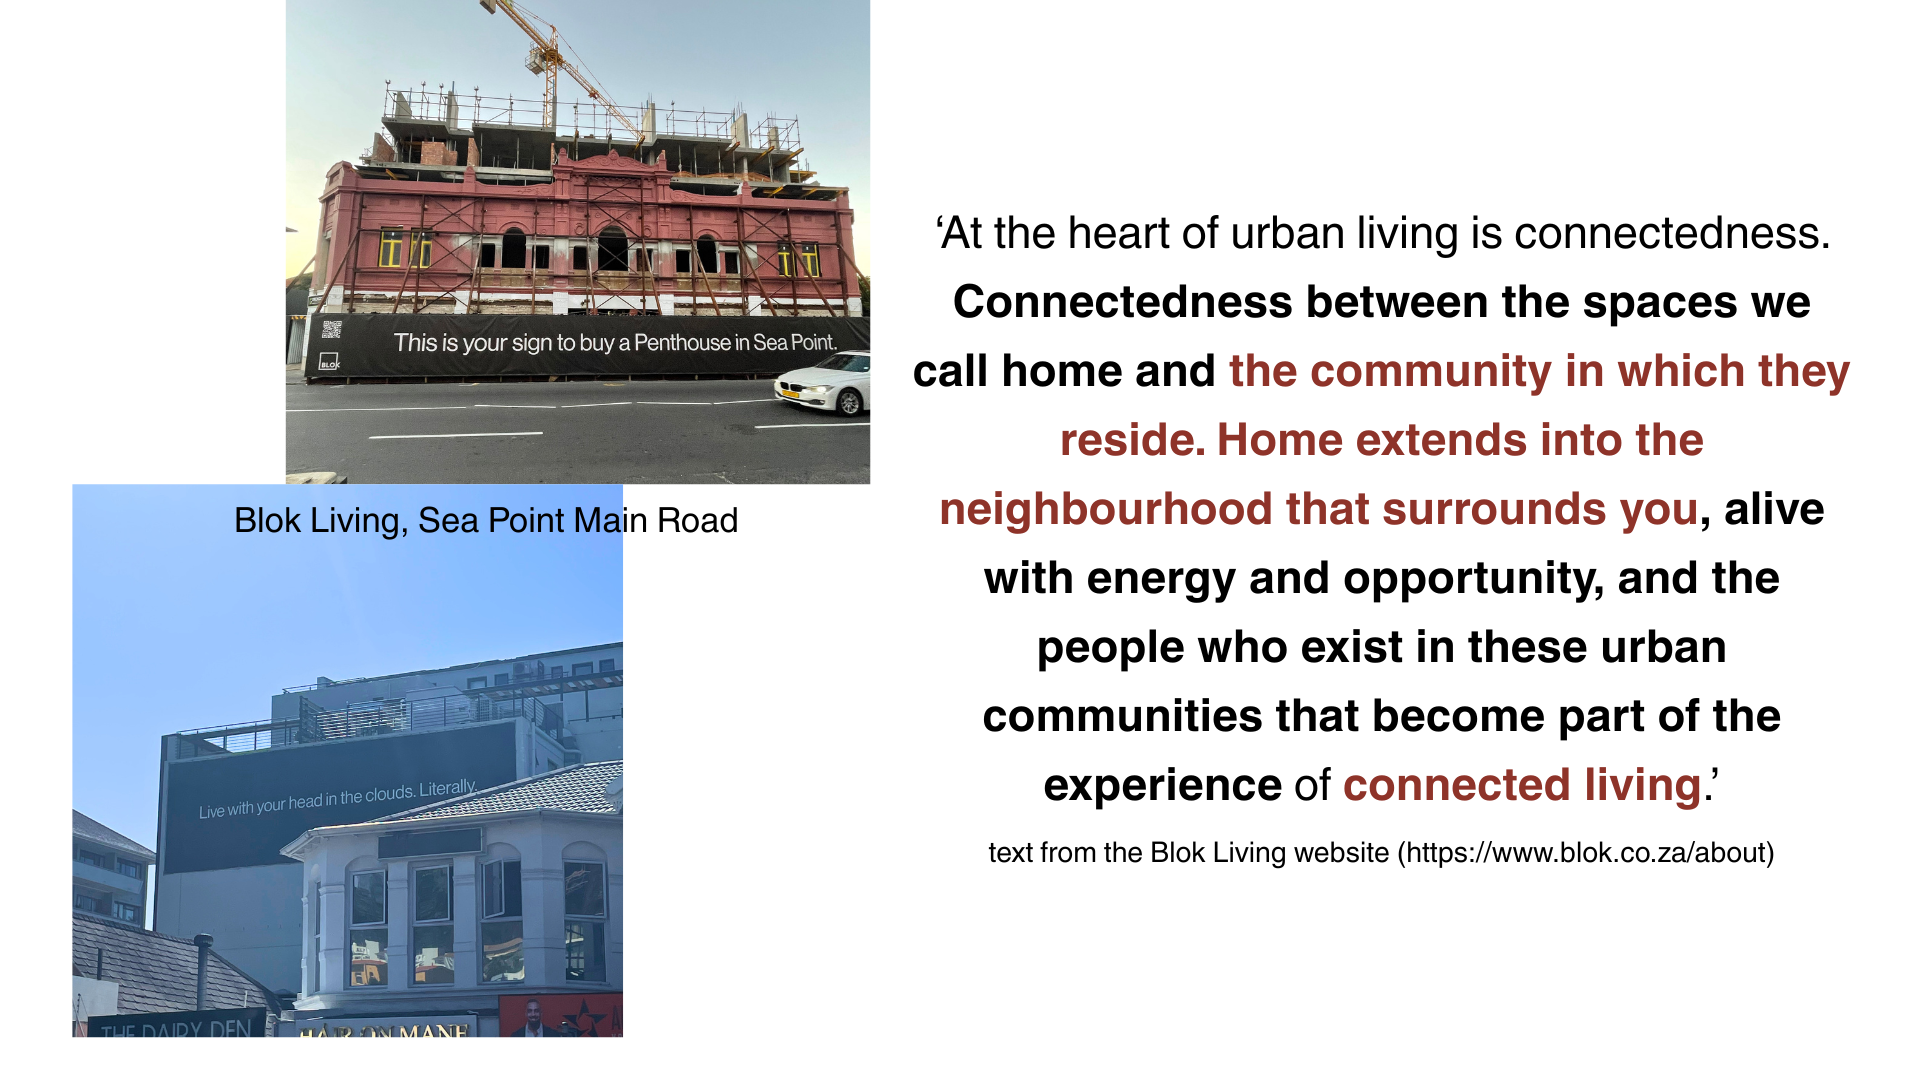 This is your sign to buy a Penthouse in Sea Point.
BLOK
Blok Living, Sea Point Main Road
Live with your head in the clouds. Literally.
THE DAIRY DEN
HAIR ON MANE
‘At the heart of urban living is connectedness.
Connectedness between the spaces we
call home and the community in which they
reside. Home extends into the
neighbourhood that surrounds you, alive
with energy and opportunity, and the
people who exist in these urban
communities that become part of the
experience of connected living.’
text from the Blok Living website (https://www.blok.co.za/about)